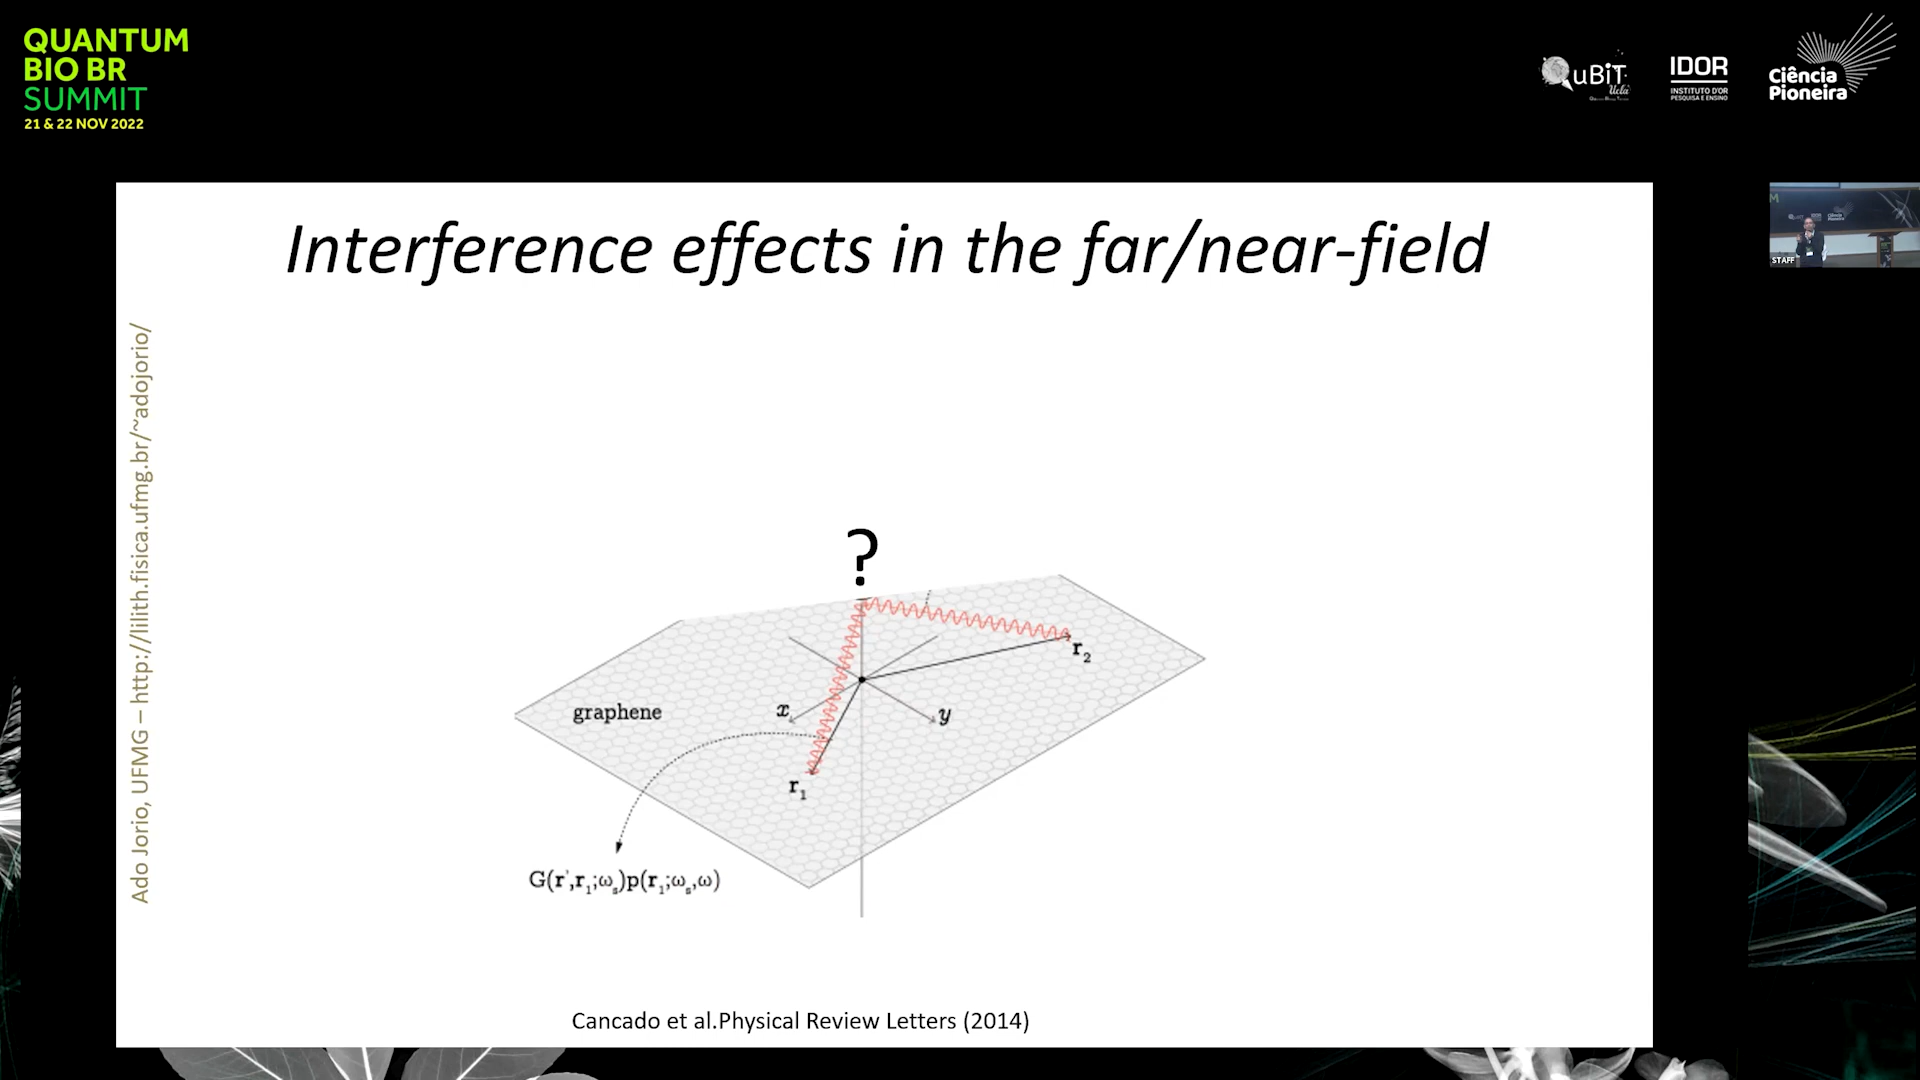 QUANTUM
BIO BR
SUMMIT
21 & 22 NOV 2022
QuBiT
Ucla
IDOR
INSTITUTO D'OR
PESQUISA E ENSINO
Ciência
Pioneira
STAFF
Interference effects in the far/near-field
Ado Jorio, UFMG – http://lilith.fisica.ufmg.br/~adojorio/
?
r2
graphene
x
y
r1
G(r',r1;ωs)p(r1;ωs,ω)
Cancado et al.Physical Review Letters (2014)